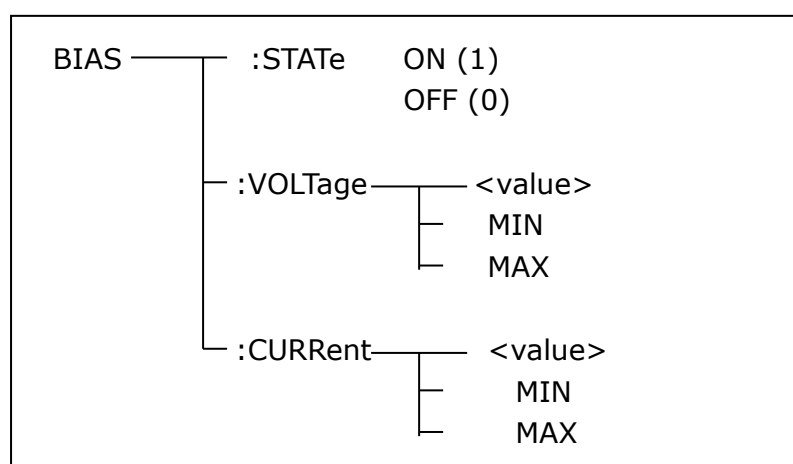 BIAS :STATe ON (1)
OFF (0)
:VOLTage <value>
MIN
MAX
:CURRent <value>
MIN
MAX